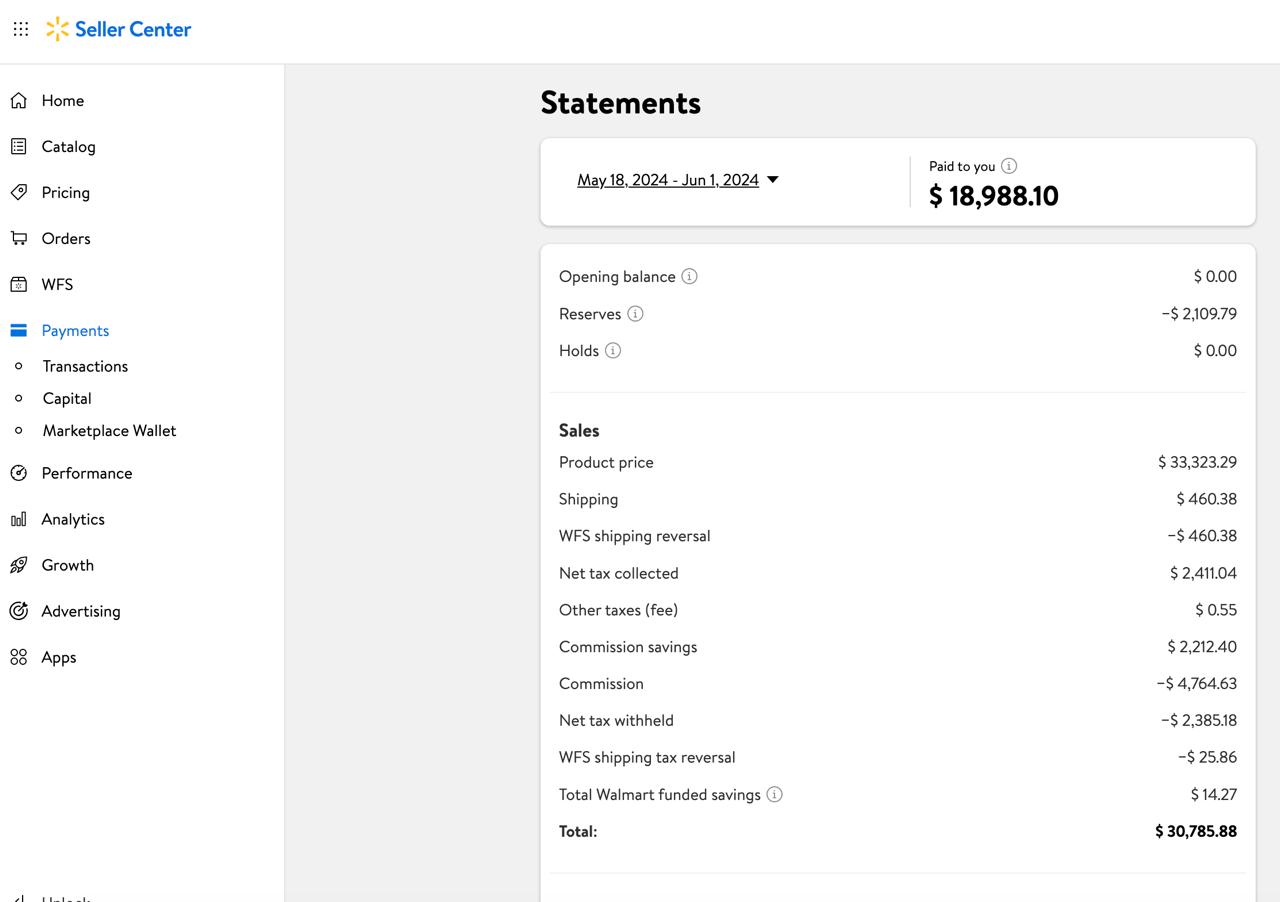 Seller Center
Home
Catalog
Pricing
Orders
WFS
Payments
Transactions
Capital
Marketplace Wallet
Performance
Analytics
Growth
Advertising
Apps
Statements
May 18, 2024 - Jun 1, 2024
Paid to you
$ 18,988.10
Opening balance $ 0.00
Reserves -$ 2,109.79
Holds $ 0.00
Sales
Product price $ 33,323.29
Shipping $ 460.38
WFS shipping reversal -$ 460.38
Net tax collected $ 2,411.04
Other taxes (fee) $ 0.55
Commission savings $ 2,212.40
Commission -$ 4,764.63
Net tax withheld -$ 2,385.18
WFS shipping tax reversal -$ 25.86
Total Walmart funded savings $ 14.27
Total: $ 30,785.88